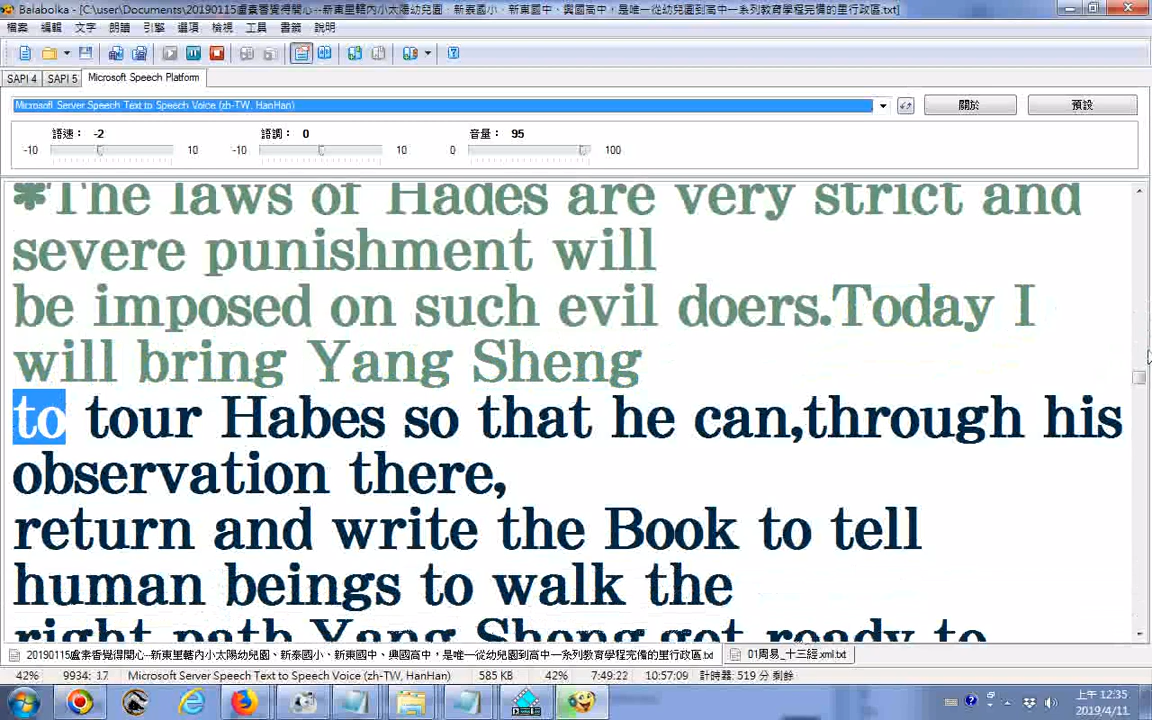 Balabolka - [C:\user\Documents\20190115盧素香覺得開心--新東里轄內小太陽幼兒園、新泰國小、新東國中、興國高中，是唯一從幼兒園到高中一系列教育學程完備的里行政區.txt]
檔案 朗讀 文字 朗讀 引擎 選項 檢視 工具 書籤 說明
SAPI 4 SAPI 5 Microsoft Speech Platform
Microsoft Server Speech Text to Speech Voice (zh-TW, HanHan)
關於 預設
語速： -2 語調： 0 音量： 95
-10 10 -10 10 0 100
✽The laws of Hades are very strict and
severe punishment will
be imposed on such evil doers.Today I
will bring Yang Sheng
to tour Habes so that he can,through his
observation there,
return and write the Book to tell
human beings to walk the
right path.Yang Sheng,get ready to
20190115盧素香覺得開心--新東里轄內小太陽幼兒園、新泰國小、新東國中、興國高中，是唯一從幼兒園到高中一系列教育學程完備的里行政區.txt 01周易_十三經.xml.txt
42% 9934: 17 Microsoft Server Speech Text to Speech Voice (zh-TW, HanHan) 585 KB 42% 7:49:22 10:57:09 計時器: 519 分 剩餘
上午 12:35
2019/4/11